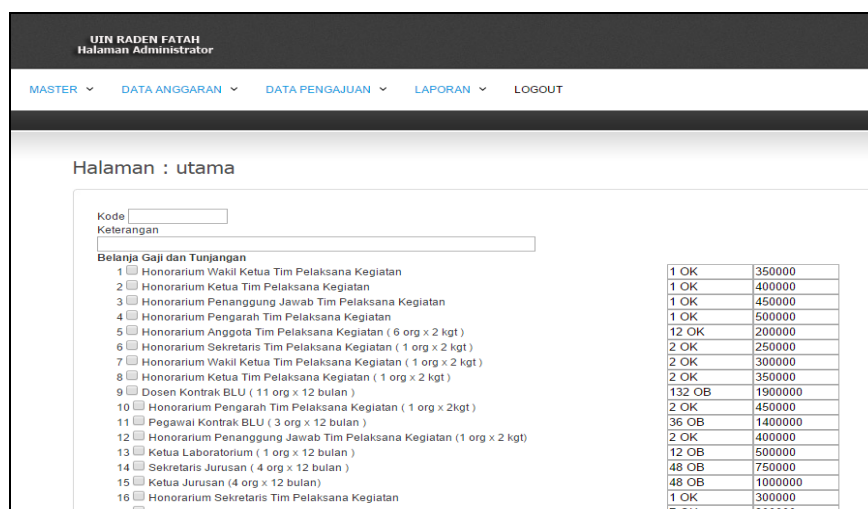 UIN RADEN FATAH
Halaman Administrator
MASTER DATA ANGGARAN DATA PENGAJUAN LAPORAN LOGOUT
Halaman : utama
Kode
Keterangan
Belanja Gaji dan Tunjangan
1 Honorarium Wakil Ketua Tim Pelaksana Kegiatan 1 OK 350000
2 Honorarium Ketua Tim Pelaksana Kegiatan 1 OK 400000
3 Honorarium Penanggung Jawab Tim Pelaksana Kegiatan 1 OK 450000
4 Honorarium Pengarah Tim Pelaksana Kegiatan 1 OK 500000
5 Honorarium Anggota Tim Pelaksana Kegiatan ( 6 org x 2 kgt ) 12 OK 200000
6 Honorarium Sekretaris Tim Pelaksana Kegiatan ( 1 org x 2 kgt ) 2 OK 250000
7 Honorarium Wakil Ketua Tim Pelaksana Kegiatan ( 1 org x 2 kgt ) 2 OK 300000
8 Honorarium Ketua Tim Pelaksana Kegiatan ( 1 org x 2 kgt ) 2 OK 350000
9 Dosen Kontrak BLU ( 11 org x 12 bulan ) 132 OB 1900000
10 Honorarium Pengarah Tim Pelaksana Kegiatan ( 1 org x 2kgt ) 2 OK 450000
11 Pegawai Kontrak BLU ( 3 org x 12 bulan ) 36 OB 1400000
12 Honorarium Penanggung Jawab Tim Pelaksana Kegiatan (1 org x 2 kgt) 2 OK 400000
13 Ketua Laboratorium ( 1 org x 12 bulan ) 12 OB 500000
14 Sekretaris Jurusan ( 4 org x 12 bulan ) 48 OB 750000
15 Ketua Jurusan (4 org x 12 bulan) 48 OB 1000000
16 Honorarium Sekretaris Tim Pelaksana Kegiatan 1 OK 300000